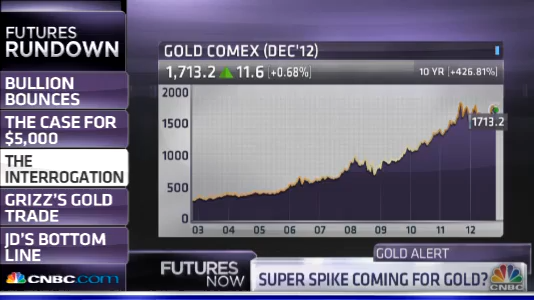 FUTURES
RUNDOWN
BULLION
BOUNCES
THE CASE FOR
$5,000
THE
INTERROGATION
GRIZZ'S GOLD
TRADE
JD'S BOTTOM
LINE
CNBC.com
GOLD COMEX (DEC'12)
1,713.2 11.6 [+0.68%] 10 YR [+426.81%]
2000
1500
1000
500
0
1713.2
03 04 05 06 07 08 09 10 11 12
GOLD ALERT
FUTURES
NOW
SUPER SPIKE COMING FOR GOLD?
CNBC